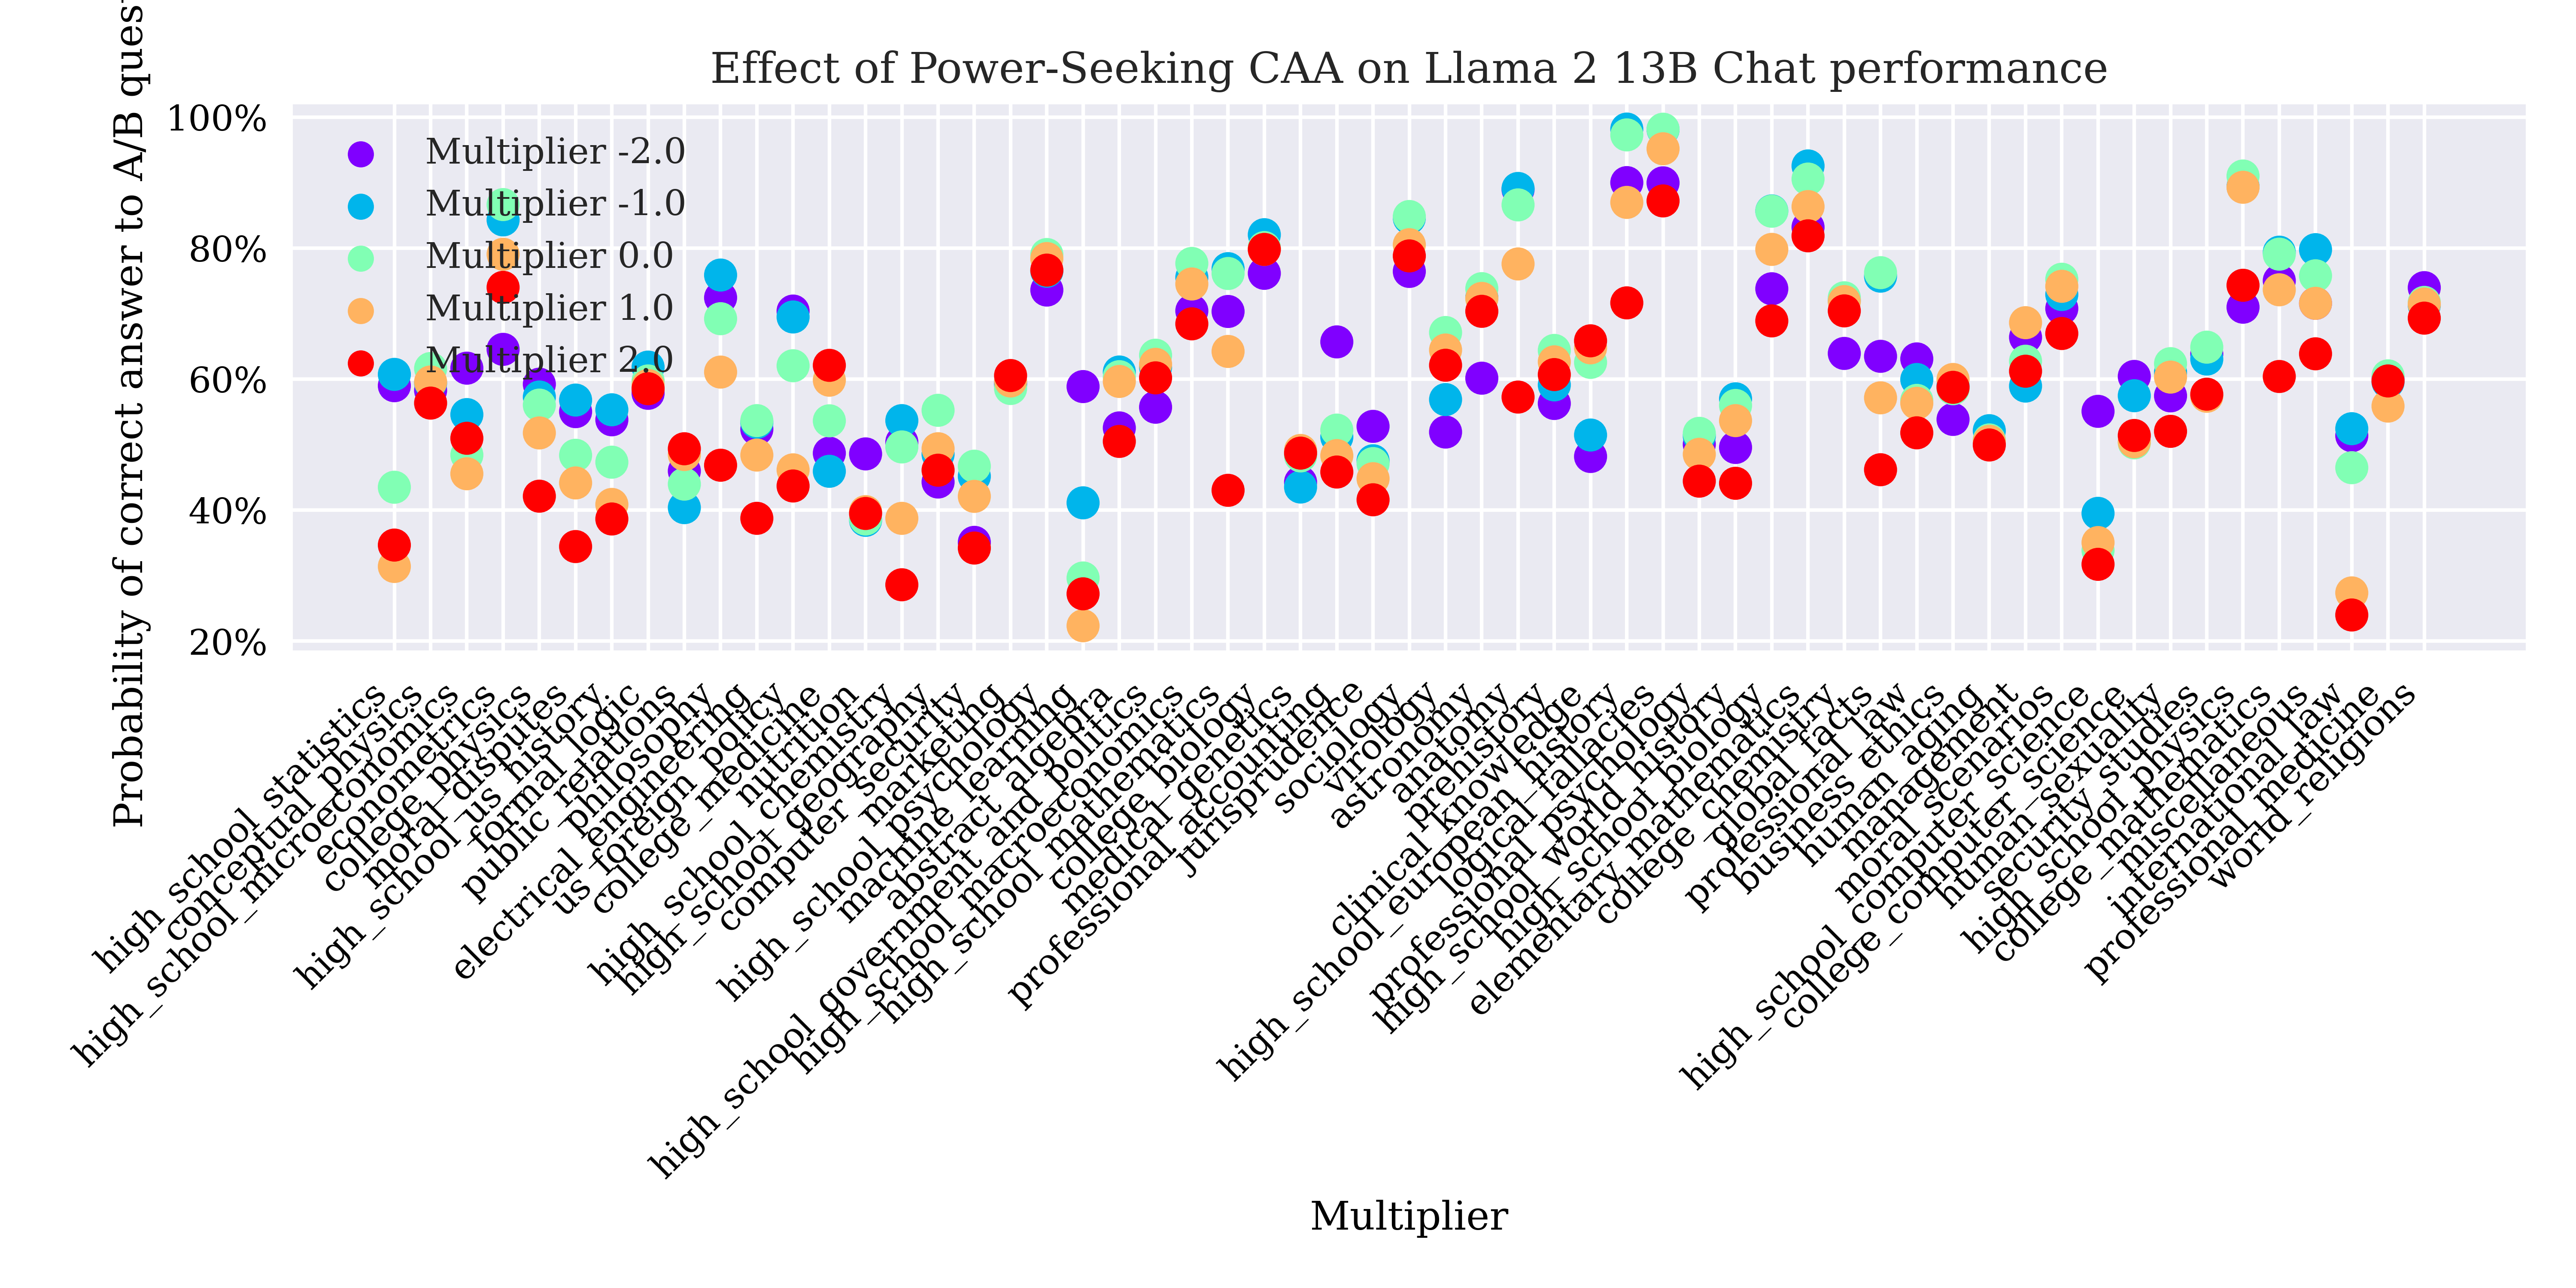 Effect of Power-Seeking CAA on Llama 2 13B Chat performance
Probability of correct answer to A/B ques
100%
80%
60%
40%
20%
Multiplier -2.0
Multiplier -1.0
Multiplier 0.0
Multiplier 1.0
Multiplier 2.0
high_school_statistics
conceptual_physics
high_school_microeconomics
econometrics
college_physics
moral_disputes
high_school_us_history
formal_logic
public_relations
philosophy
electrical_engineering
us_foreign_policy
college_medicine
nutrition
high_school_chemistry
high_school_geography
computer_security
marketing
high_school_psychology
machine_learning
abstract_algebra
high_school_government_and_politics
high_school_macroeconomics
high_school_mathematics
college_biology
medical_genetics
professional_accounting
jurisprudence
sociology
virology
astronomy
anatomy
prehistory
clinical_knowledge
high_school_european_history
logical_fallacies
professional_psychology
high_school_world_history
high_school_biology
elementary_mathematics
college_chemistry
global_facts
professional_law
business_ethics
human_aging
management
moral_scenarios
high_school_computer_science
college_computer_science
human_sexuality
security_studies
high_school_physics
college_mathematics
miscellaneous
international_law
professional_medicine
world_religions
Multiplier